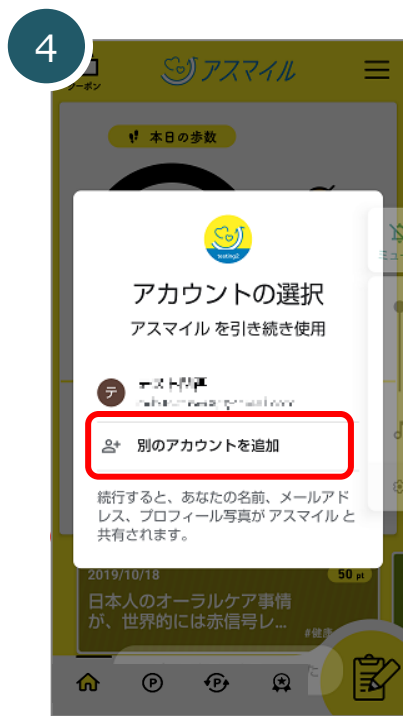 4
クーポン
アスマイル
本日の歩数
testing2
アカウントの選択
アスマイル を引き続き使用
テ
別のアカウントを追加
続行すると、あなたの名前、メールアド
レス、プロフィール写真が アスマイル と
共有されます。
2019/10/18
50 pt
日本人のオーラルケア事情
が、世界的には赤信号レ...
#健康
P
P